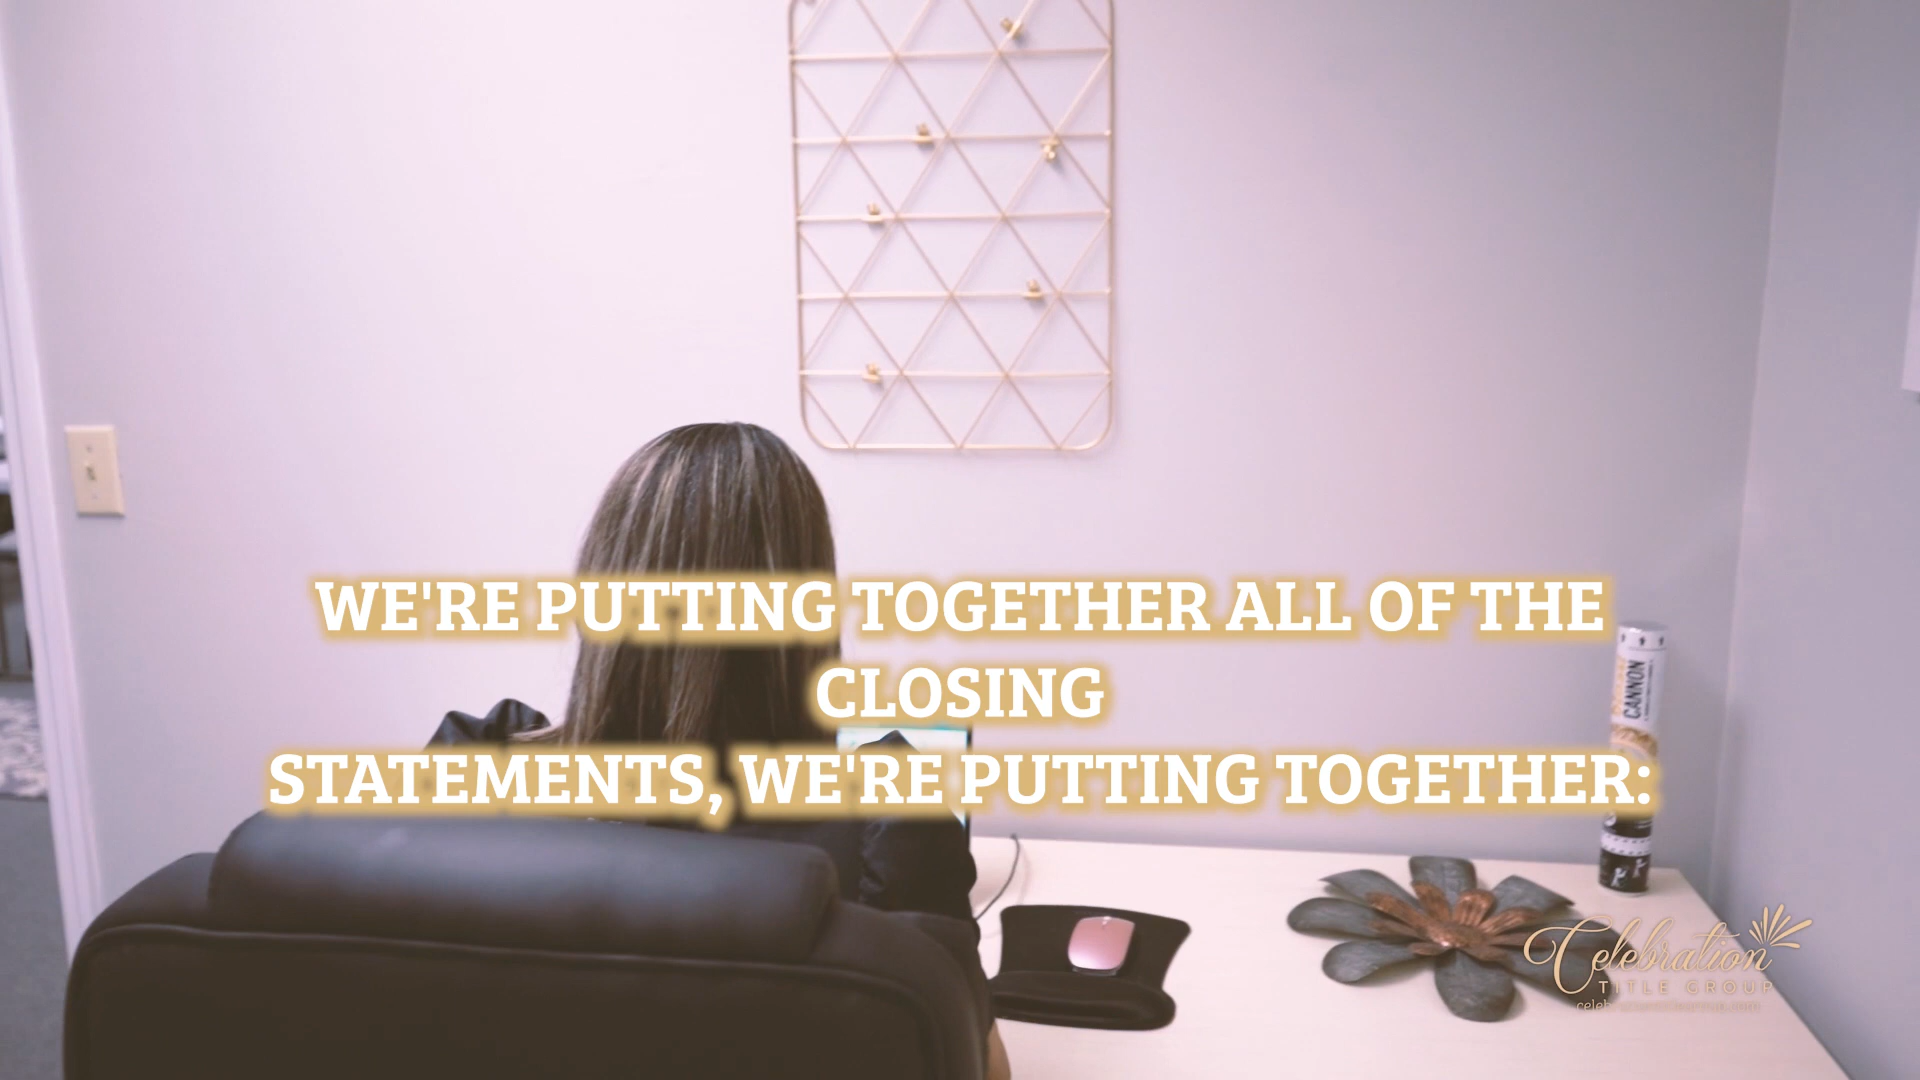 WE'RE PUTTING TOGETHER ALL OF THE
CLOSING
STATEMENTS, WE'RE PUTTING TOGETHER:
CANNON
Celebration
TITLE GROUP